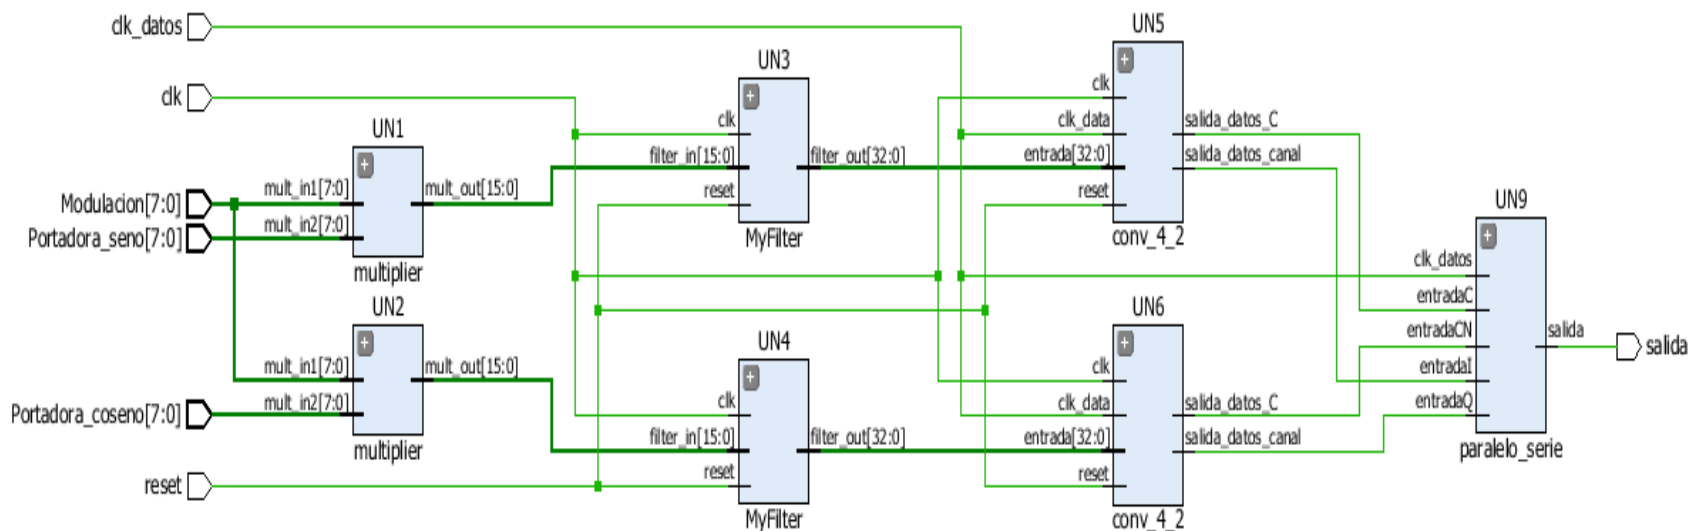 clk_datos
clk
Modulacion[7:0]
Portadora_seno[7:0]
Portadora_coseno[7:0]
reset
UN1
mult_in1[7:0]
mult_in2[7:0]
mult_out[15:0]
multiplier
UN2
mult_in1[7:0]
mult_in2[7:0]
mult_out[15:0]
multiplier
UN3
clk
filter_in[15:0]
reset
filter_out[32:0]
MyFilter
UN4
clk
filter_in[15:0]
reset
filter_out[32:0]
MyFilter
UN5
clk
clk_data
entrada[32:0]
reset
salida_datos_C
salida_datos_canal
conv_4_2
UN6
clk
clk_data
entrada[32:0]
reset
salida_datos_C
salida_datos_canal
conv_4_2
UN9
clk_datos
entradaC
entradaCN
entradaI
entradaQ
salida
paralelo_serie
salida